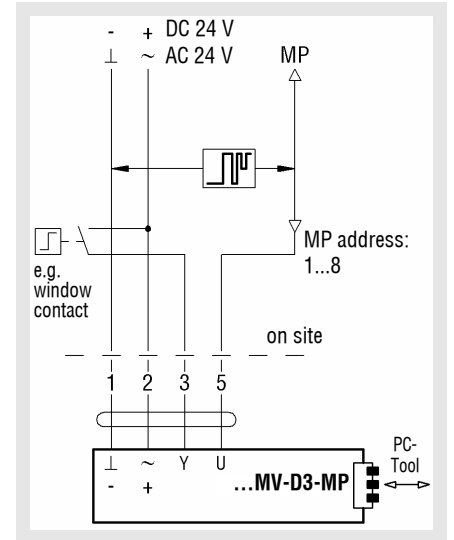 - + DC 24 V
⊥ ~ AC 24 V MP
MP address:
1...8
e.g.
window
contact
on site
1 2 3 5
⊥ ~ Y U
- +
...MV-D3-MP
PC-
Tool